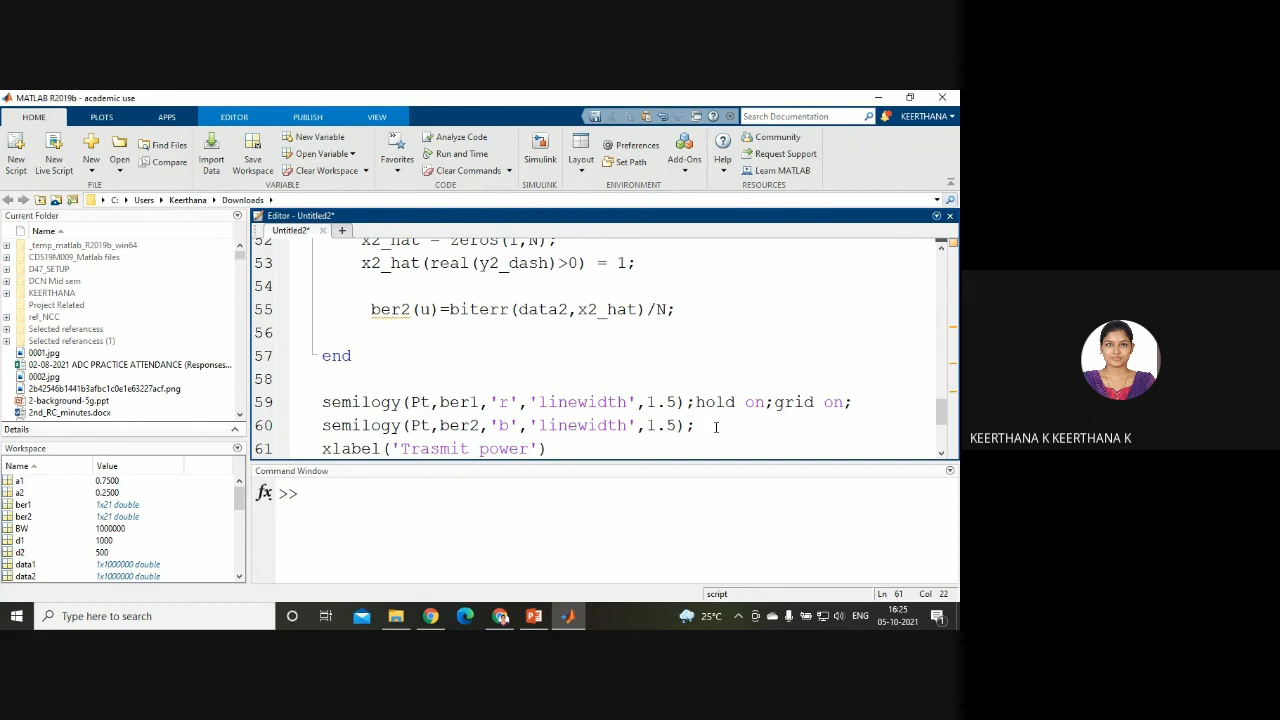 MATLAB R2019b - academic use
HOME PLOTS APPS EDITOR PUBLISH VIEW Search Documentation KEERTHANA
New Script
New Live Script
New
Open
Find Files
Compare
FILE
Import Data
Save Workspace
New Variable
Open Variable
Clear Workspace
VARIABLE
Favorites
Analyze Code
Run and Time
Clear Commands
CODE
Simulink
SIMULINK
Layout
Preferences
Set Path
ENVIRONMENT
Add-Ons
Help
Community
Request Support
Learn MATLAB
RESOURCES
C: Users Keerthana Downloads
Current Folder
Name
_temp_matlab_R2019b_win64
CDS19M009_Matlab files
D47_SETUP
DCN Mid sem
KEERTHANA
Project Related
ref_NCC
Selected referencess
Selected referencess (1)
0001.jpg
02-08-2021 ADC PRACTICE ATTENDANCE (Responses...
0002.jpg
2b42546b1441b3afbc1c0e1e63227acf.png
2-background-5g.ppt
2nd_RC_minutes.docx
Details
Workspace
Name Value
a1 0.7500
a2 0.2500
ber1 1x21 double
ber2 1x21 double
BW 1000000
d1 1000
d2 500
data1 1x1000000 double
data2 1x1000000 double
Editor - Untitled2*
Untitled2*
52 x2_hat = zeros(1,N);
53 x2_hat(real(y2_dash)>0) = 1;
54
55 ber2(u)=biterr(data2,x2_hat)/N;
56
57 end
58
59 semilogy(Pt,ber1,'r','linewidth',1.5);hold on;grid on;
60 semilogy(Pt,ber2,'b','linewidth',1.5);
61 xlabel('Trasmit power')
Command Window
fx >>
script Ln 61 Col 22
Type here to search
25°C ENG 16:25
05-10-2021
1
KEERTHANA K KEERTHANA K